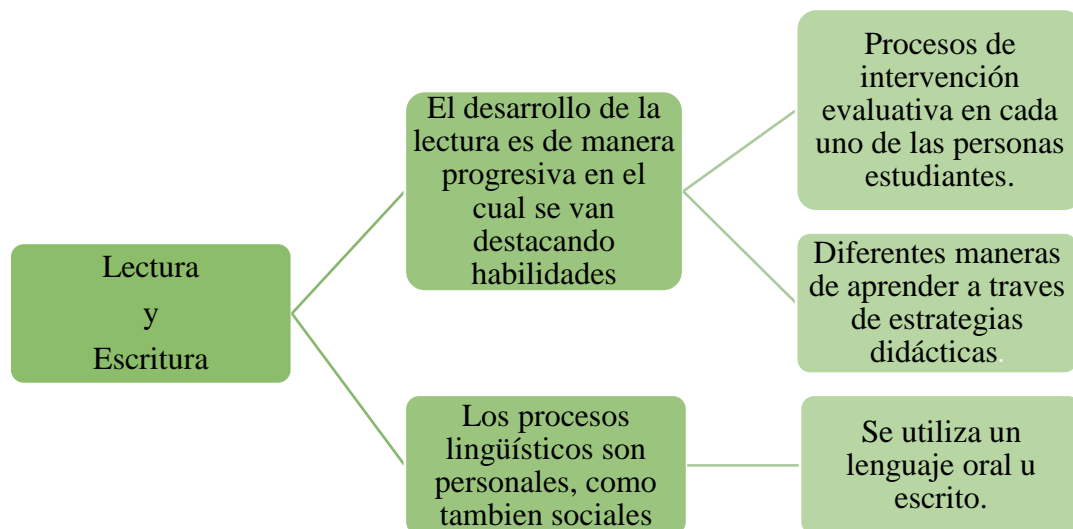 Lectura
y
Escritura
El desarrollo de la
lectura es de manera
progresiva en el
cual se van
destacando
habilidades
Procesos de
intervención
evaluativa en cada
uno de las personas
estudiantes.
Diferentes maneras
de aprender a traves
de estrategias
didácticas.
Los procesos
lingüísticos son
personales, como
tambien sociales
Se utiliza un
lenguaje oral u
escrito.